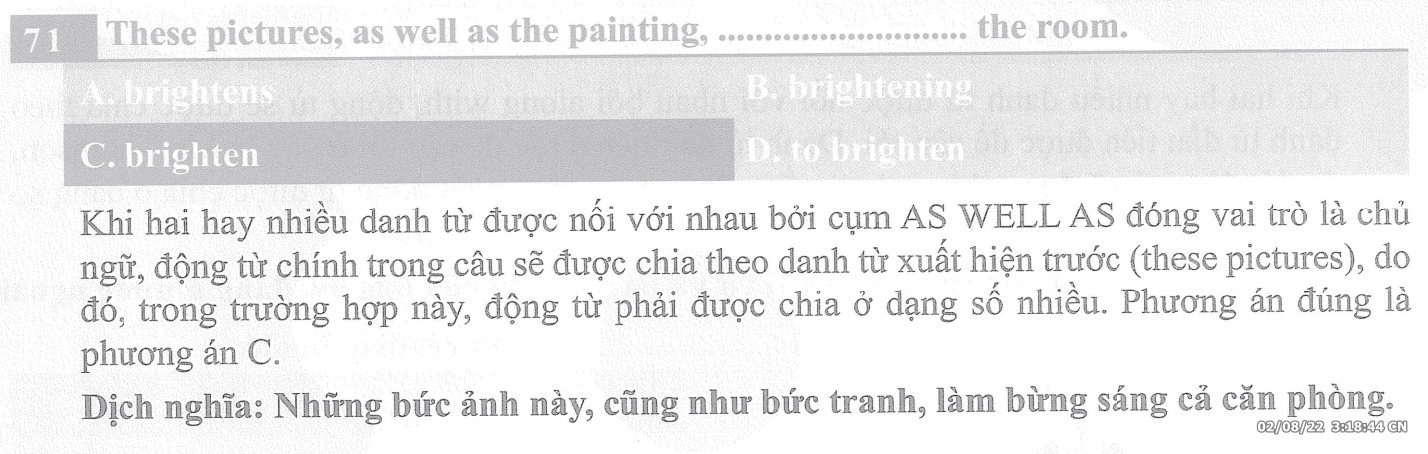 71 These pictures, as well as the painting, ........................... the room.
A. brightens B. brightening
C. brighten D. to brighten
Khi hai hay nhiều danh từ được nối với nhau bởi cụm AS WELL AS đóng vai trò là chủ
ngữ, động từ chính trong câu sẽ được chia theo danh từ xuất hiện trước (these pictures), do
đó, trong trường hợp này, động từ phải được chia ở dạng số nhiều. Phương án đúng là
phương án C.
Dịch nghĩa: Những bức ảnh này, cũng như bức tranh, làm bừng sáng cả căn phòng.
02/08/22 3:18:44 CN